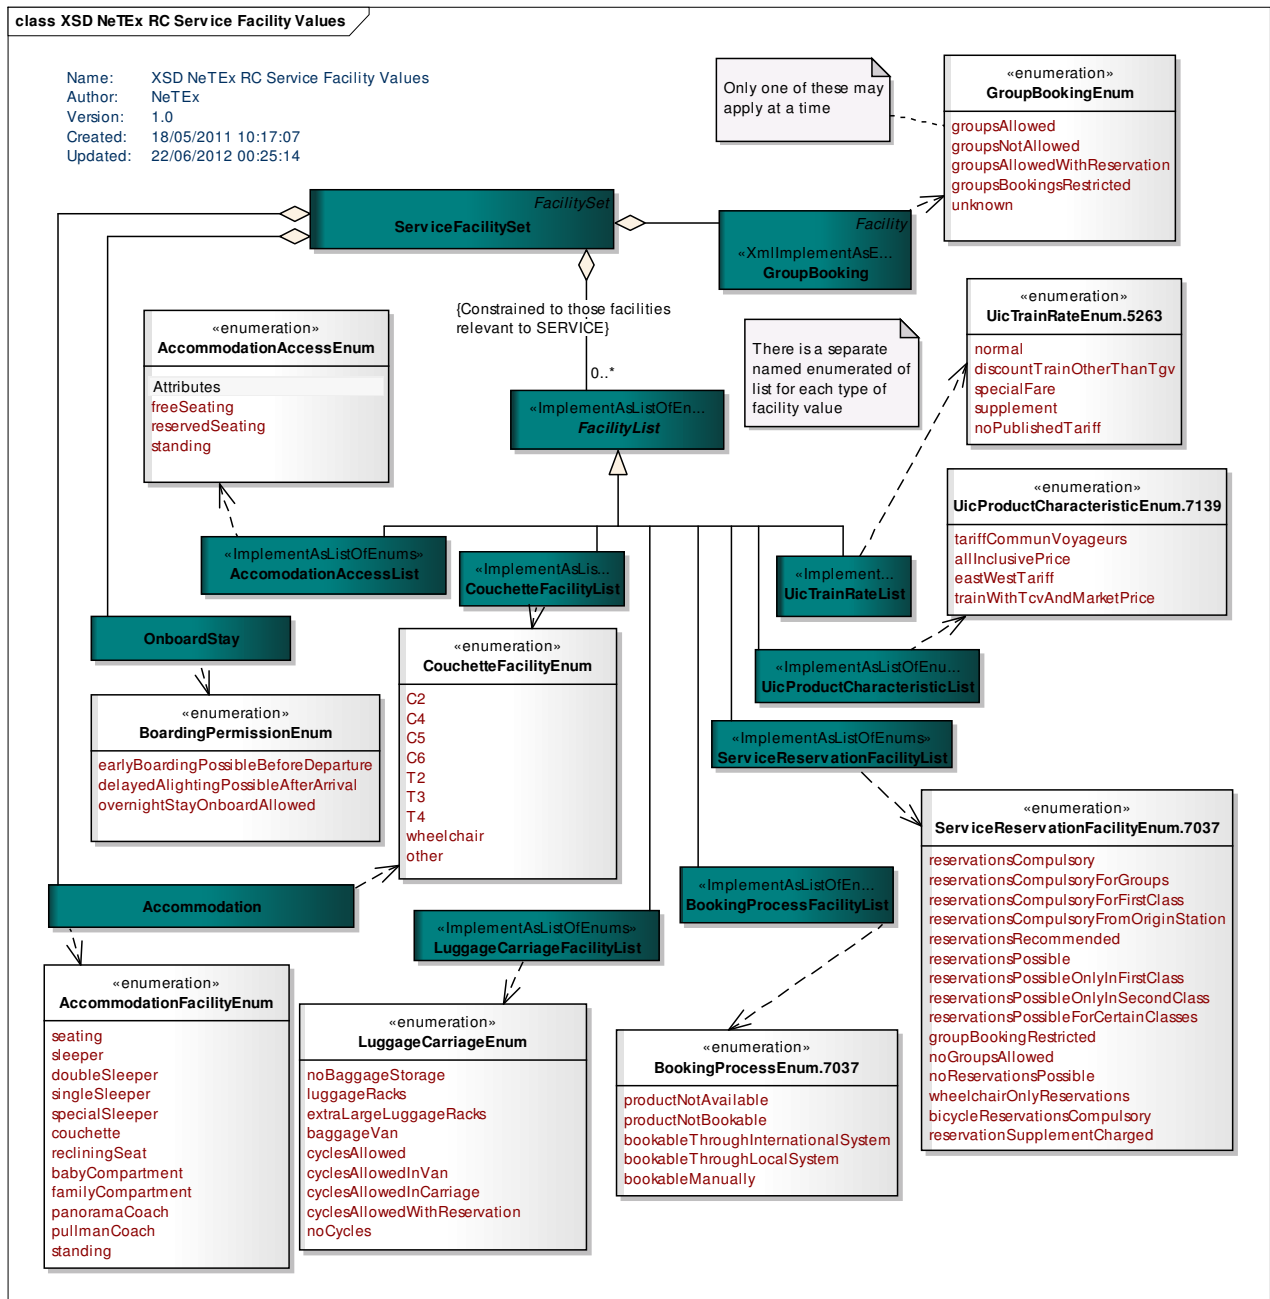 class XSD NeTEx RC Service Facility Values
Name: XSD NeTEx RC Service Facility Values
Author: NeTEx
Version: 1.0
Created: 18/05/2011 10:17:07
Updated: 22/06/2012 00:25:14
Only one of these may
apply at a time
«enumeration»
GroupBookingEnum
groupsAllowed
groupsNotAllowed
groupsAllowedWithReservation
groupsBookingsRestricted
unknown
FacilitySet
ServiceFacilitySet
Facility
«XmlImplementAsE...
GroupBooking
{Constrained to those facilities
relevant to SERVICE}
0..*
«enumeration»
AccommodationAccessEnum
Attributes
freeSeating
reservedSeating
standing
There is a separate
named enumerated of
list for each type of
facility value
«enumeration»
UicTrainRateEnum.5263
normal
discountTrainOtherThanTgv
specialFare
supplement
noPublishedTariff
«ImplementAsListOfEn...
FacilityList
«enumeration»
UicProductCharacteristicEnum.7139
tariffCommunVoyageurs
allInclusivePrice
eastWestTariff
trainWithTcvAndMarketPrice
«ImplementAsListOfEnums»
AccomodationAccessList
«ImplementAsLis...
CouchetteFacilityList
«Implement...
UicTrainRateList
OnboardStay
«enumeration»
CouchetteFacilityEnum
C2
C4
C5
C6
T2
T3
T4
wheelchair
other
«ImplementAsListOfEnu...
UicProductCharacteristicList
«enumeration»
BoardingPermissionEnum
earlyBoardingPossibleBeforeDeparture
delayedAlightingPossibleAfterArrival
overnightStayOnboardAllowed
«ImplementAsListOfEnums»
ServiceReservationFacilityList
«enumeration»
ServiceReservationFacilityEnum.7037
reservationsCompulsory
reservationsCompulsoryForGroups
reservationsCompulsoryForFirstClass
reservationsCompulsoryFromOriginStation
reservationsRecommended
reservationsPossible
reservationsPossibleOnlyInFirstClass
reservationsPossibleOnlyInSecondClass
reservationsPossibleForCertainClasses
groupBookingRestricted
noGroupsAllowed
noReservationsPossible
wheelchairOnlyReservations
bicycleReservationsCompulsory
reservationSupplementCharged
Accommodation
«ImplementAsListOfEn...
BookingProcessFacilityList
«ImplementAsListOfEnums»
LuggageCarriageFacilityList
«enumeration»
AccommodationFacilityEnum
seating
sleeper
doubleSleeper
singleSleeper
specialSleeper
couchette
recliningSeat
babyCompartment
familyCompartment
panoramaCoach
pullmanCoach
standing
«enumeration»
LuggageCarriageEnum
noBaggageStorage
luggageRacks
extraLargeLuggageRacks
baggageVan
cyclesAllowed
cyclesAllowedInVan
cyclesAllowedInCarriage
cyclesAllowedWithReservation
noCycles
«enumeration»
BookingProcessEnum.7037
productNotAvailable
productNotBookable
bookableThroughInternationalSystem
bookableThroughLocalSystem
bookableManually